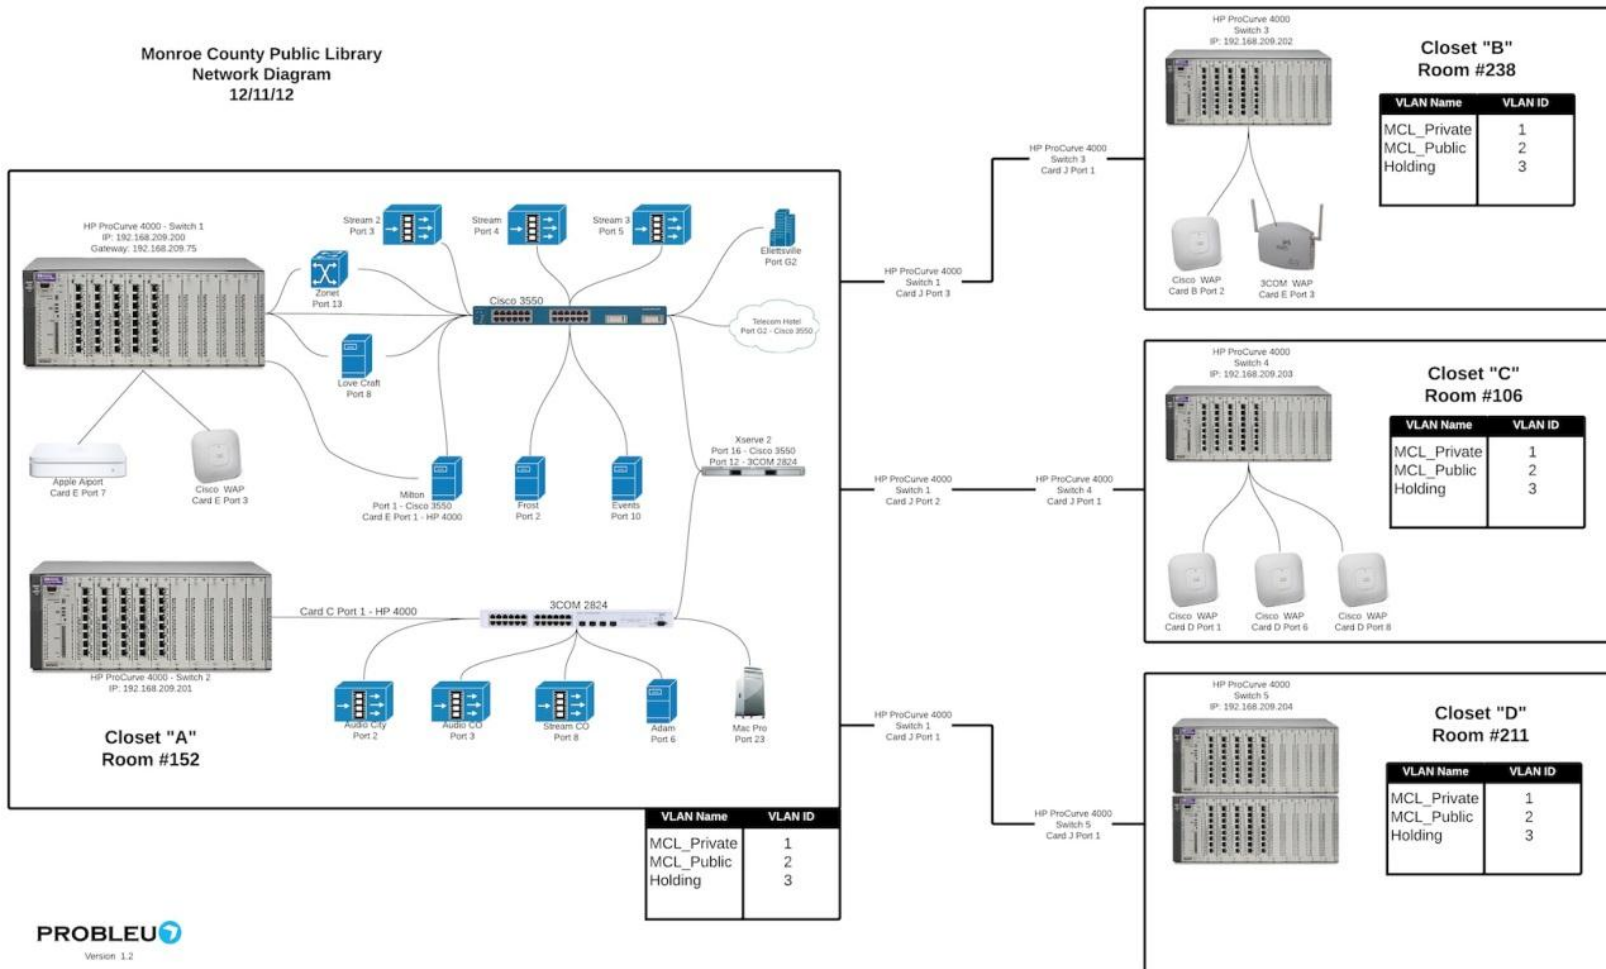 Monroe County Public Library
Network Diagram
12/11/12
HP ProCurve 4000 - Switch 1
IP: 192.168.209.200
Gateway: 192.168.209.75
Zonet
Port 13
Love Craft
Port 8
Stream 2
Port 3
Stream
Port 4
Stream 3
Port 5
Ellettsville
Port G2
Cisco 3550
Telecom Hotel
Port G2 - Cisco 3550
Apple Aiport
Card E Port 7
Cisco WAP
Card E Port 3
Milton
Port 1 - Cisco 3550
Card E Port 1 - HP 4000
Frost
Port 2
Events
Port 10
Xserve 2
Port 16 - Cisco 3550
Port 12 - 3COM 2824
Card C Port 1 - HP 4000
3COM 2824
HP ProCurve 4000 - Switch 2
IP: 192.168.209.201
Audio City
Port 2
Audio CO
Port 3
Stream CO
Port 8
Adam
Port 6
Mac Pro
Port 23
Closet "A"
Room #152
VLAN Name VLAN ID
MCL_Private 1
MCL_Public 2
Holding 3
HP ProCurve 4000
Switch 1
Card J Port 3
HP ProCurve 4000
Switch 3
Card J Port 1
HP ProCurve 4000
Switch 1
Card J Port 2
HP ProCurve 4000
Switch 4
Card J Port 1
HP ProCurve 4000
Switch 1
Card J Port 1
HP ProCurve 4000
Switch 5
Card J Port 1
HP ProCurve 4000
Switch 3
IP: 192.168.209.202
Closet "B"
Room #238
VLAN Name VLAN ID
MCL_Private 1
MCL_Public 2
Holding 3
Cisco WAP
Card B Port 2
3COM WAP
Card E Port 3
HP ProCurve 4000
Switch 4
IP: 192.168.209.203
Closet "C"
Room #106
VLAN Name VLAN ID
MCL_Private 1
MCL_Public 2
Holding 3
Cisco WAP
Card D Port 1
Cisco WAP
Card D Port 6
Cisco WAP
Card D Port 8
HP ProCurve 4000
Switch 5
IP: 192.168.209.204
Closet "D"
Room #211
VLAN Name VLAN ID
MCL_Private 1
MCL_Public 2
Holding 3
PROBLEU
Version 1.2